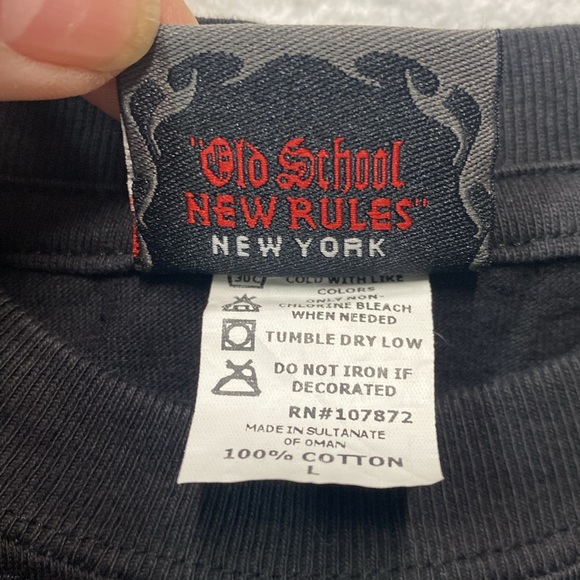 "Old School
NEW RULES"
NEW YORK
30C COLD WITH LIKE
COLORS
ONLY NON-
CHLORINE BLEACH
WHEN NEEDED
TUMBLE DRY LOW
DO NOT IRON IF
DECORATED
RN#107872
MADE IN SULTANATE
OF OMAN
100% COTTON
L